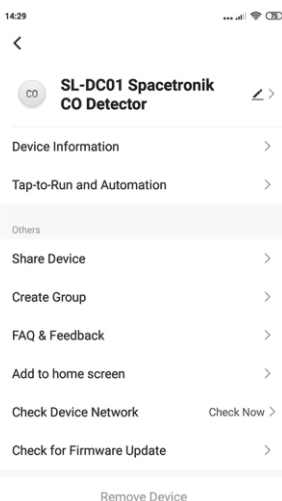 14:29
75
CO
SL-DC01 Spacetronik
CO Detector
Device Information
Tap-to-Run and Automation
Others
Share Device
Create Group
FAQ & Feedback
Add to home screen
Check Device Network Check Now
Check for Firmware Update
Remove Device